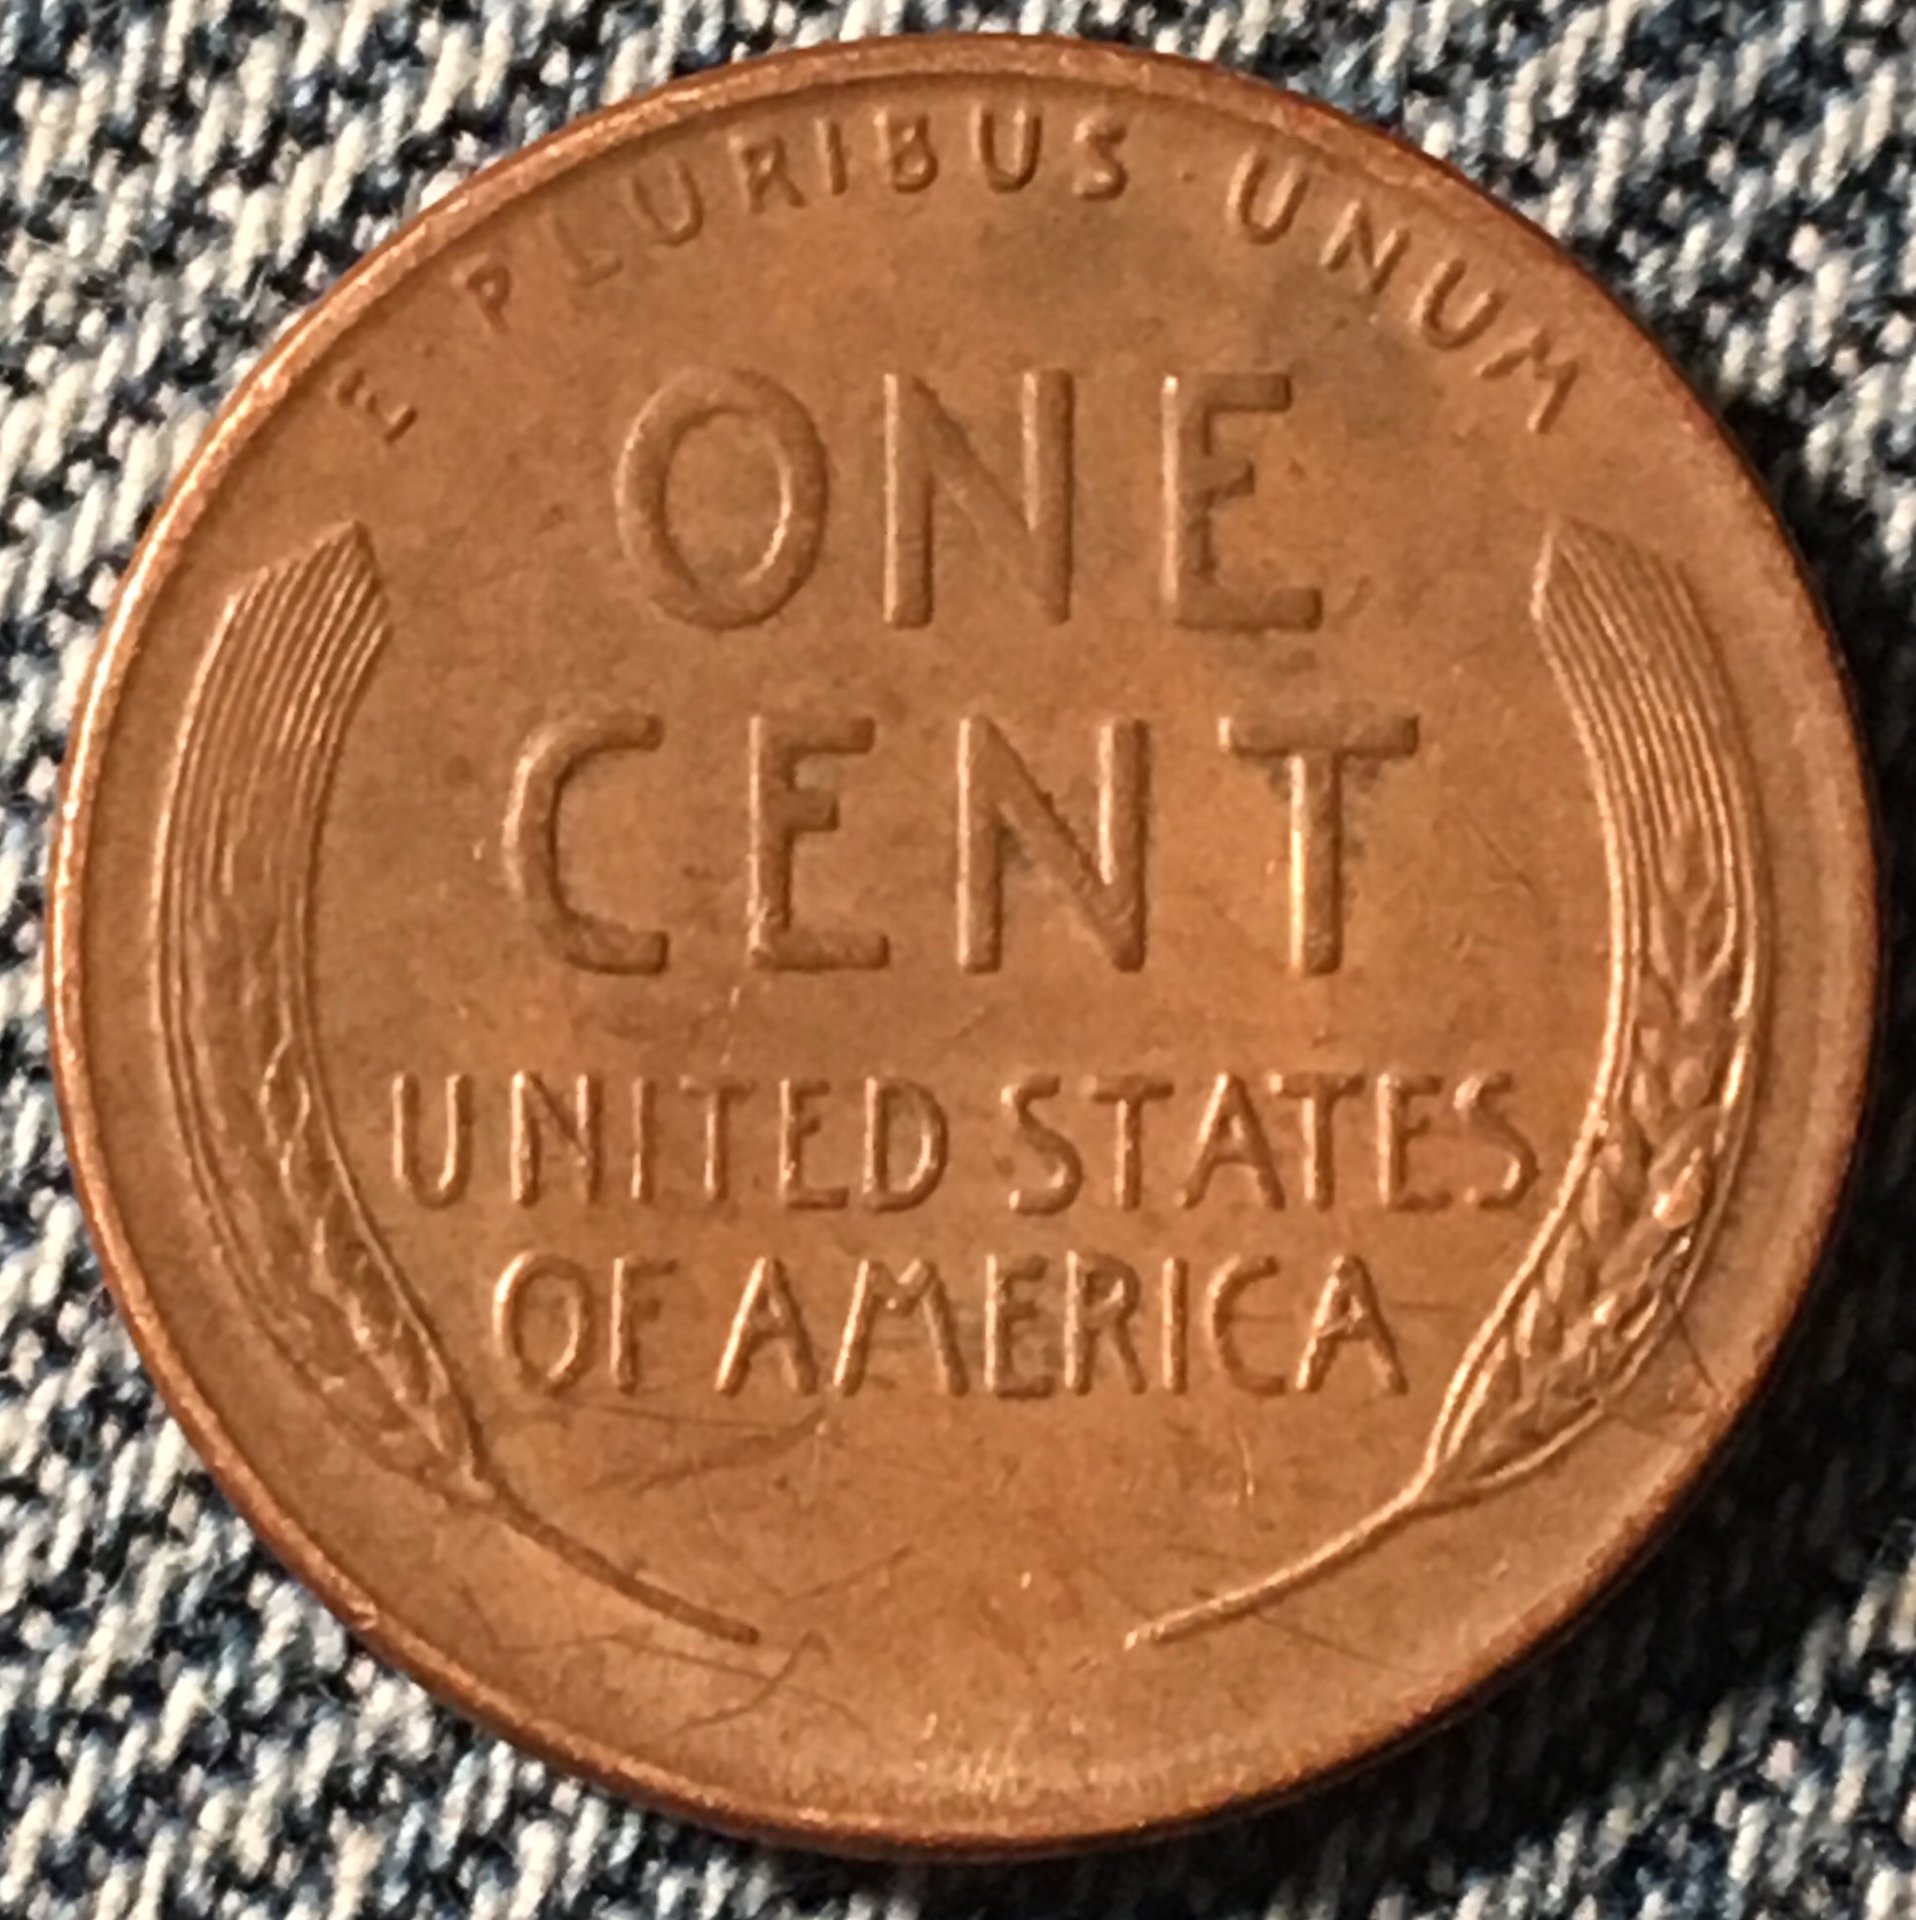 E PLURIBUS · UNUM
ONE
CENT
UNITED STATES
OF AMERICA